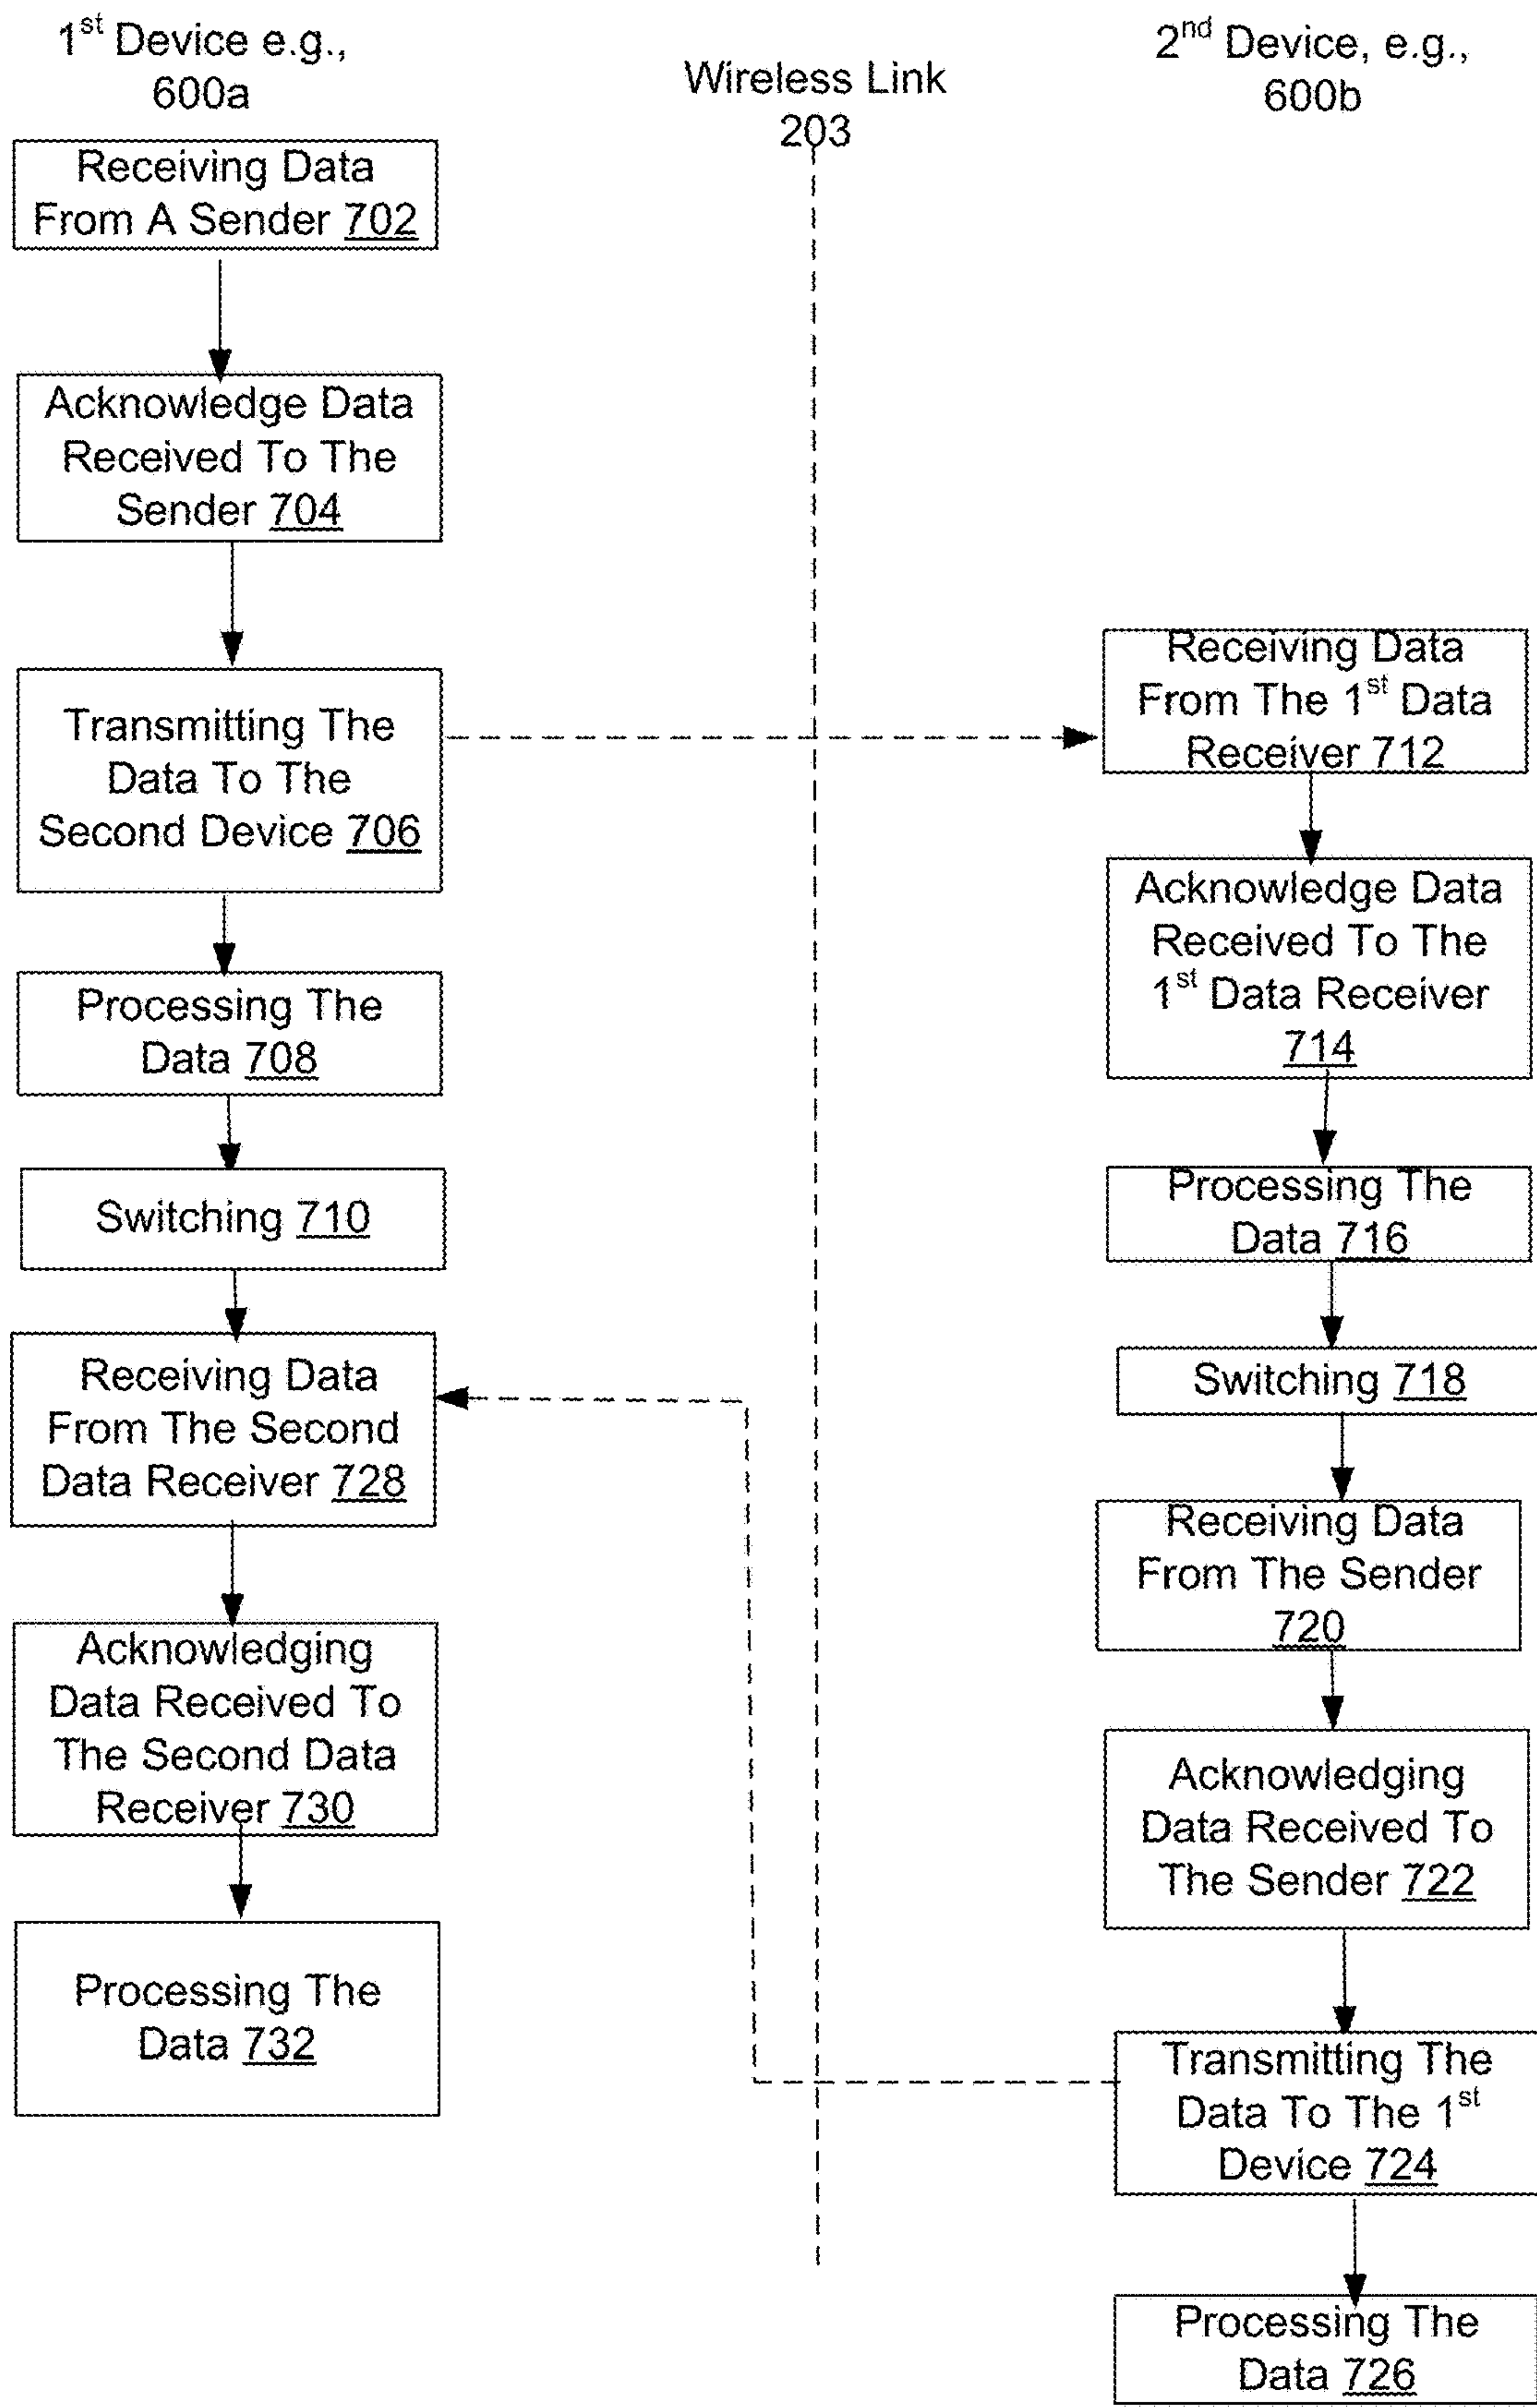 1st Device e.g.,
600a
Wireless Link
203
2nd Device, e.g.,
600b
Receiving Data
From A Sender 702
Acknowledge Data
Received To The
Sender 704
Transmitting The
Data To The
Second Device 706
Processing The
Data 708
Switching 710
Receiving Data
From The Second
Data Receiver 728
Acknowledging
Data Received To
The Second Data
Receiver 730
Processing The
Data 732
Receiving Data
From The 1st Data
Receiver 712
Acknowledge Data
Received To The
1st Data Receiver
714
Processing The
Data 716
Switching 718
Receiving Data
From The Sender
720
Acknowledging
Data Received To
The Sender 722
Transmitting The
Data To The 1st
Device 724
Processing The
Data 726